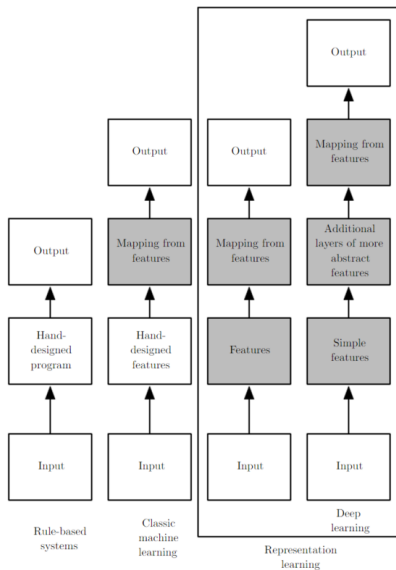 Output
Output
Output
Mapping from
features
Output
Mapping from
features
Mapping from
features
Additional
layers of more
abstract
features
Hand-
designed
program
Hand-
designed
features
Features
Simple
features
Input
Input
Input
Input
Rule-based
systems
Classic
machine
learning
Deep
learning
Representation
learning